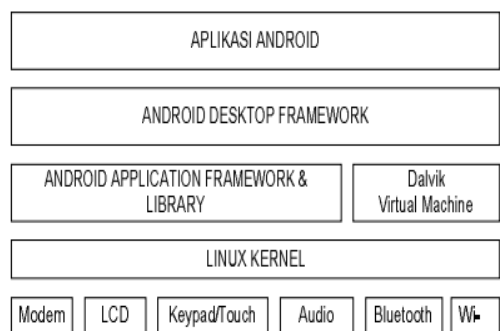 APLIKASI ANDROID
ANDROID DESKTOP FRAMEWORK
ANDROID APPLICATION FRAMEWORK &
LIBRARY
Dalvik
Virtual Machine
LINUX KERNEL
Modem LCD Keypad/Touch Audio Bluetooth Wi-